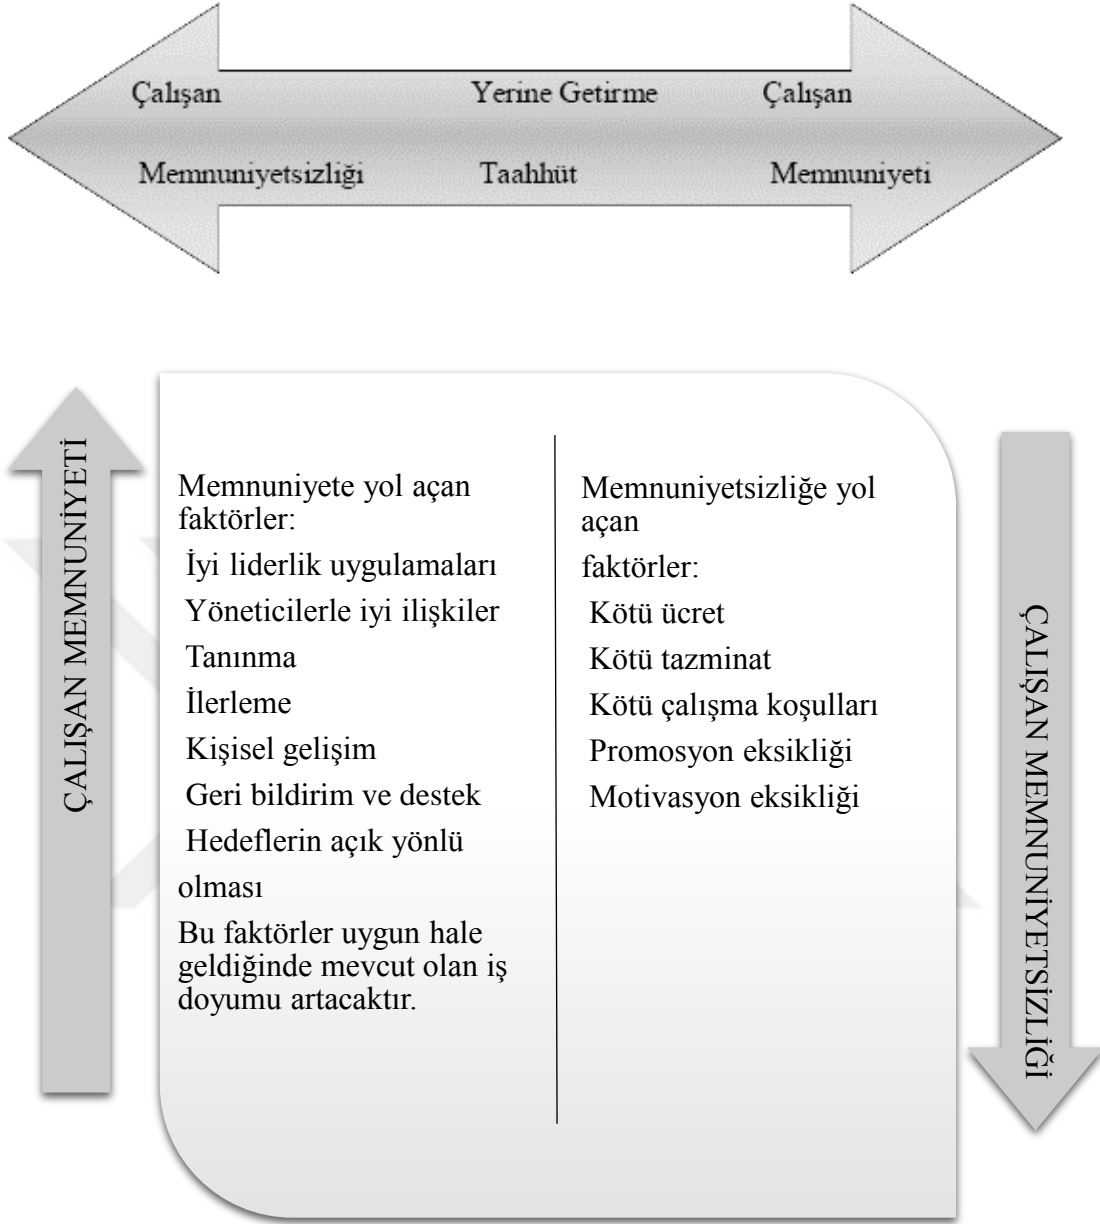 Çalışan Yerine Getirme Çalışan
Memnuniyetsizliği Taahhüt Memnuniyeti
ÇALIŞAN MEMNUNİYETİ
Memnuniyete yol açan
faktörler:
İyi liderlik uygulamaları
Yöneticilerle iyi ilişkiler
Tanınma
İlerleme
Kişisel gelişim
Geri bildirim ve destek
Hedeflerin açık yönlü
olması
Bu faktörler uygun hale
geldiğinde mevcut olan iş
doyumu artacaktır.
Memnuniyetsizliğe yol
açan
faktörler:
Kötü ücret
Kötü tazminat
Kötü çalışma koşulları
Promosyon eksikliği
Motivasyon eksikliği
ÇALIŞAN MEMNUNİYETSİZLİĞİ